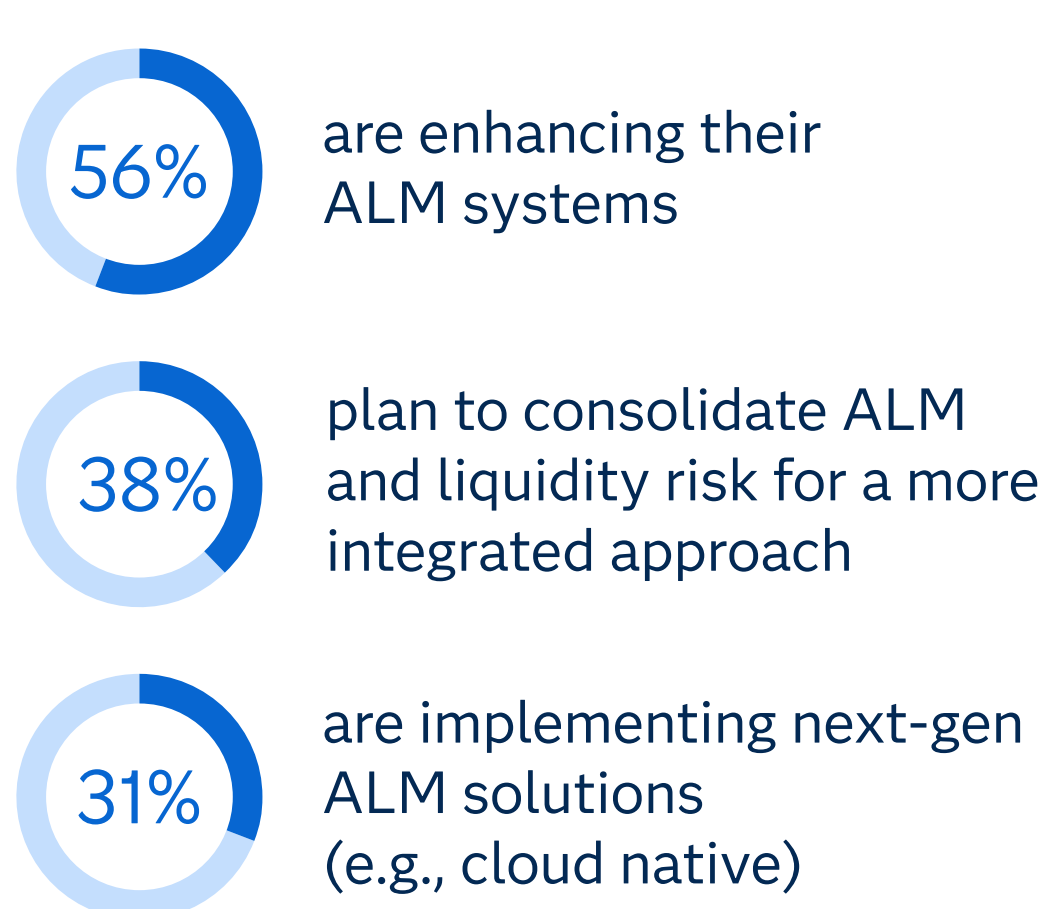 56%
are enhancing their
ALM systems
38%
plan to consolidate ALM
and liquidity risk for a more
integrated approach
31%
are implementing next-gen
ALM solutions
(e.g., cloud native)